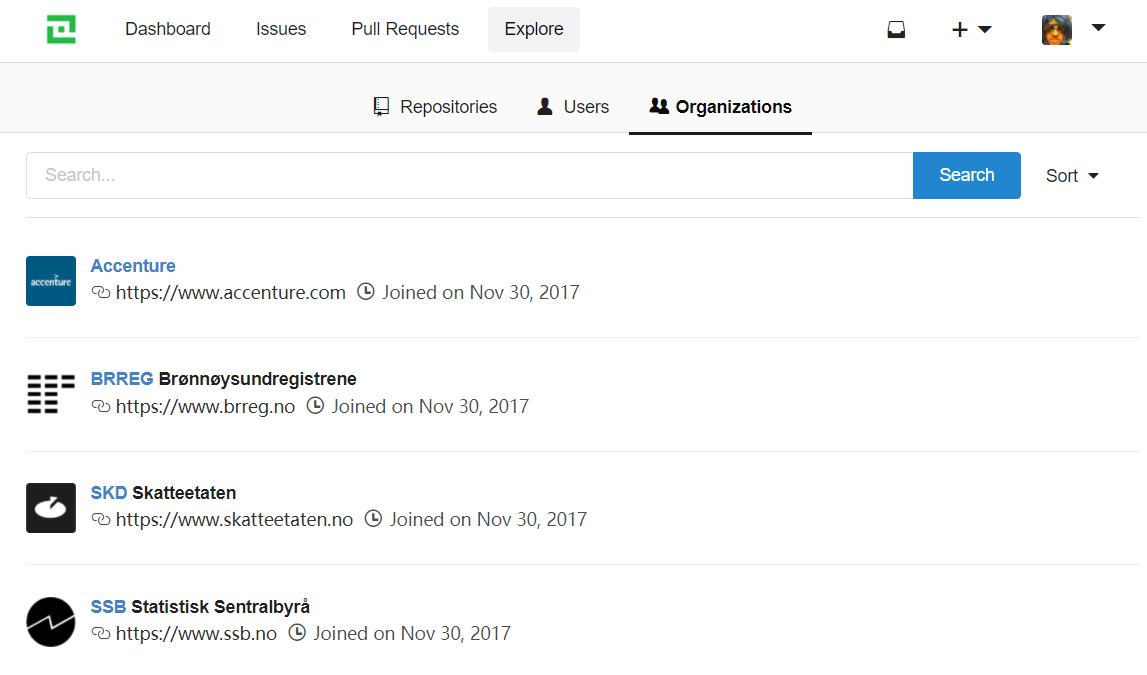 Dashboard Issues Pull Requests Explore
Repositories Users Organizations
Search... Search Sort
accenture
Accenture
https://www.accenture.com Joined on Nov 30, 2017
BRREG Brønnøysundregistrene
https://www.brreg.no Joined on Nov 30, 2017
SKD Skatteetaten
https://www.skatteetaten.no Joined on Nov 30, 2017
SSB Statistisk Sentralbyrå
https://www.ssb.no Joined on Nov 30, 2017